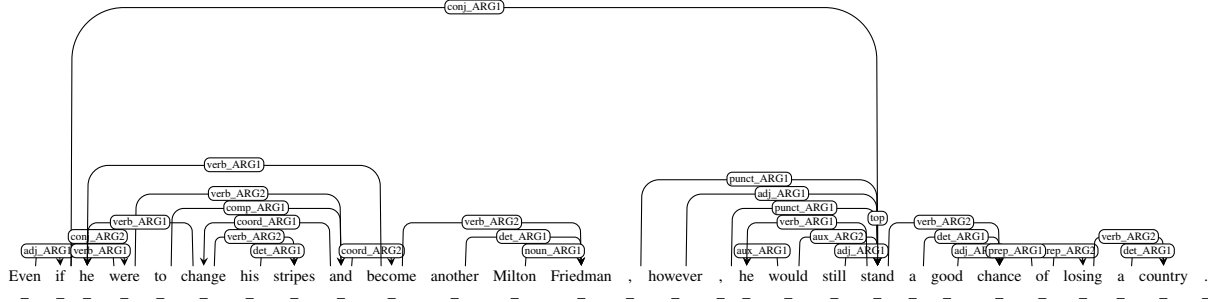 conj_ARG1
verb_ARG1
punct_ARG1
verb_ARG2 adj_ARG1
comp_ARG1 punct_ARG1
verb_ARG1 coord_ARG1 verb_ARG2 verb_ARG1 top verb_ARG2
conj_ARG2 verb_ARG2 det_ARG1 aux_ARG2 det_ARG1 verb_ARG2
adj_ARG1 verb_ARG1 det_ARG1 coord_ARG2 noun_ARG1 aux_ARG1 adj_ARG1 prep_ARG1 det_ARG1
Even if he were to change his stripes and become another Milton Friedman , however , he would still stand a good chance of losing a country .
_ _ _ _ _ _ _ _ _ _ _ _ _ _ _ _ _ _ _ _ _ _ _ _ _ _ _ _